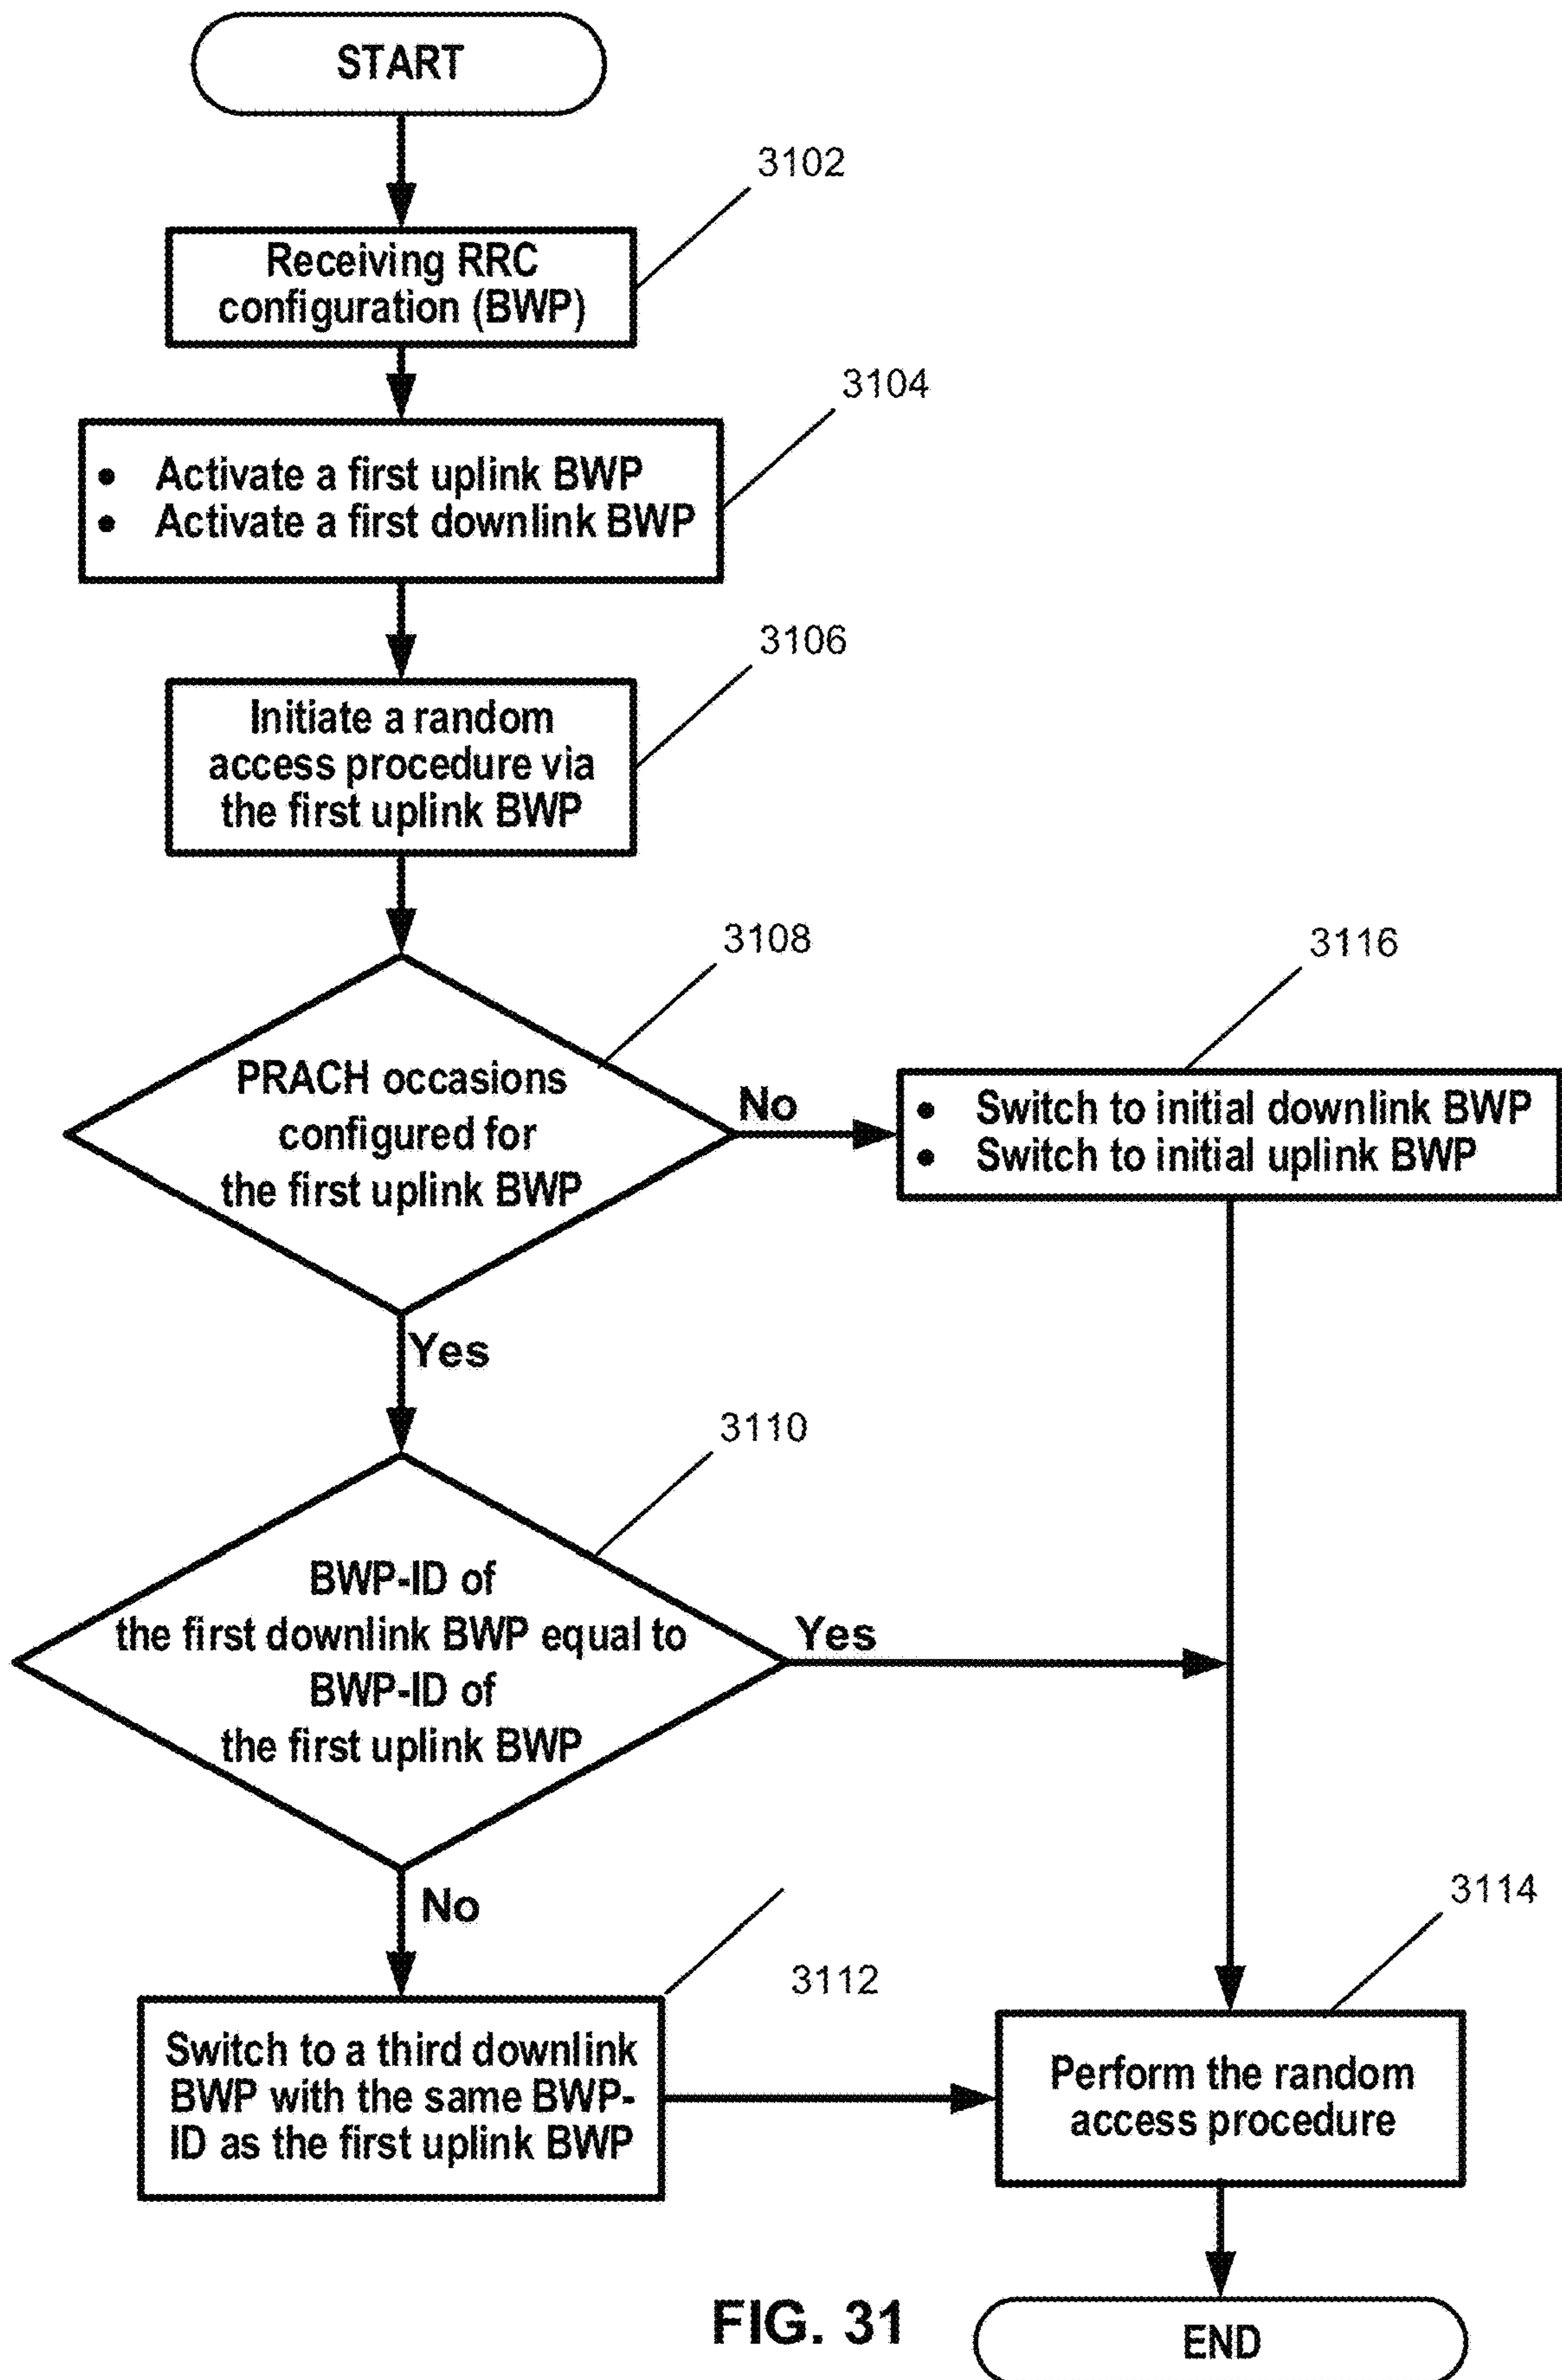 START
3102
Receiving RRC
configuration (BWP)
3104
• Activate a first uplink BWP
• Activate a first downlink BWP
3106
Initiate a random
access procedure via
the first uplink BWP
3108
PRACH occasions
configured for
the first uplink BWP
No
3116
• Switch to initial downlink BWP
• Switch to initial uplink BWP
Yes
3110
BWP-ID of
the first downlink BWP equal to
BWP-ID of
the first uplink BWP
Yes
No
3112
Switch to a third downlink
BWP with the same BWP-
ID as the first uplink BWP
3114
Perform the random
access procedure
END
FIG. 31